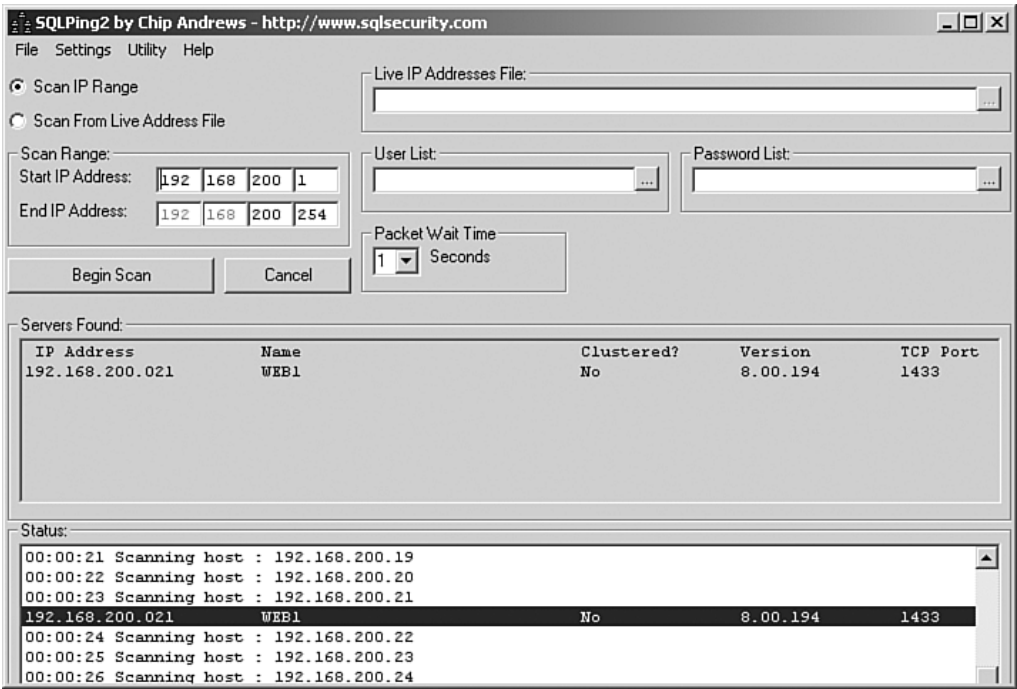 SQLPing2 by Chip Andrews - http://www.sqlsecurity.com
File Settings Utility Help
Scan IP Range
Scan From Live Address File
Live IP Addresses File:
...
Scan Range:
Start IP Address: 192 168 200 1
End IP Address: 192 168 200 254
User List:
...
Password List:
...
Packet Wait Time
1 Seconds
Begin Scan Cancel
Servers Found:
IP Address Name Clustered? Version TCP Port
192.168.200.021 WEB1 No 8.00.194 1433
Status:
00:00:21 Scanning host : 192.168.200.19
00:00:22 Scanning host : 192.168.200.20
00:00:23 Scanning host : 192.168.200.21
192.168.200.021 WEB1 No 8.00.194 1433
00:00:24 Scanning host : 192.168.200.22
00:00:25 Scanning host : 192.168.200.23
00:00:26 Scanning host : 192.168.200.24